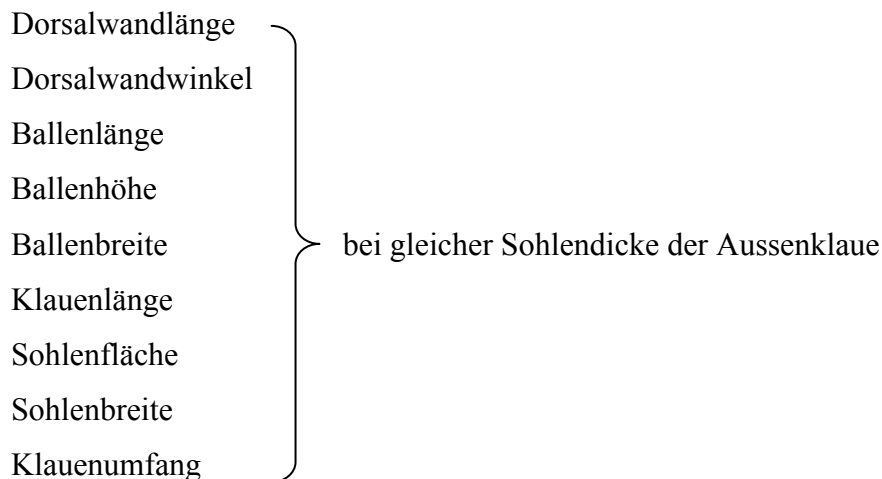 Dorsalwandlänge
Dorsalwandwinkel
Ballenlänge
Ballenhöhe
Ballenbreite
bei gleicher Sohlendicke der Aussenklaue
Klauenlänge
Sohlenfläche
Sohlenbreite
Klauenumfang